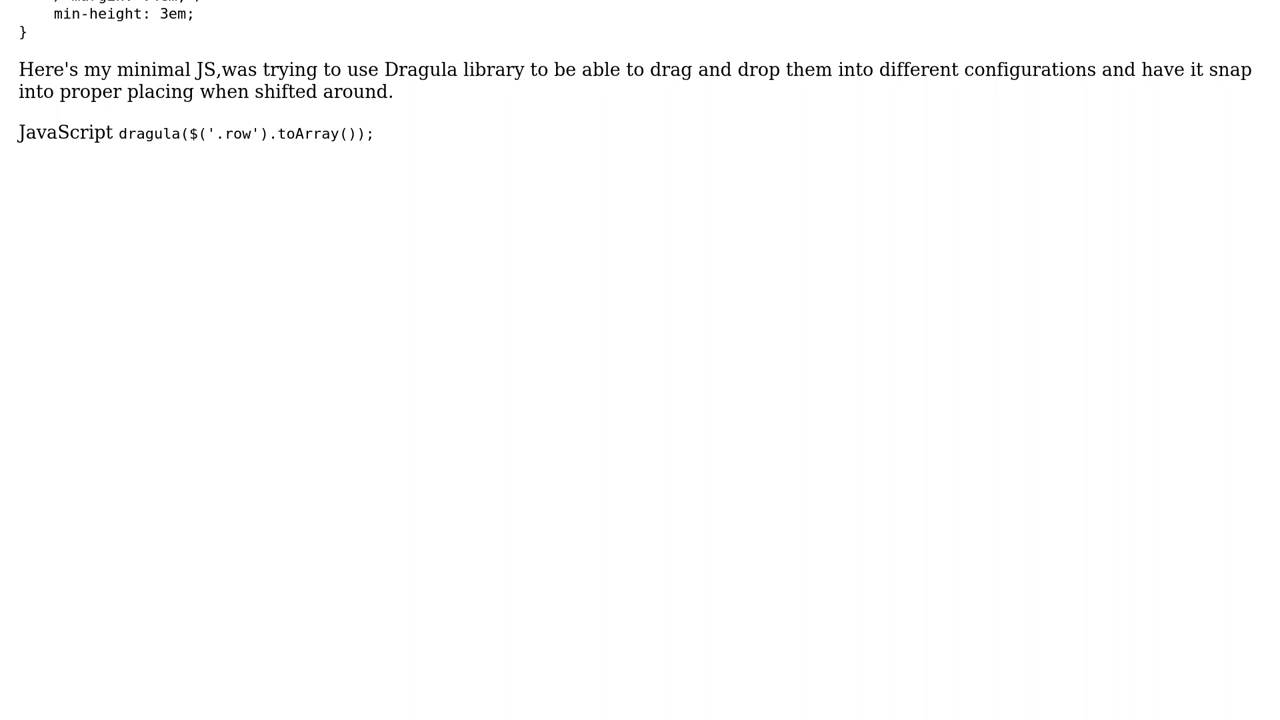 min-height: 3em;
}
Here's my minimal JS,was trying to use Dragula library to be able to drag and drop them into different configurations and have it snap
into proper placing when shifted around.
JavaScript dragula($('.row').toArray());